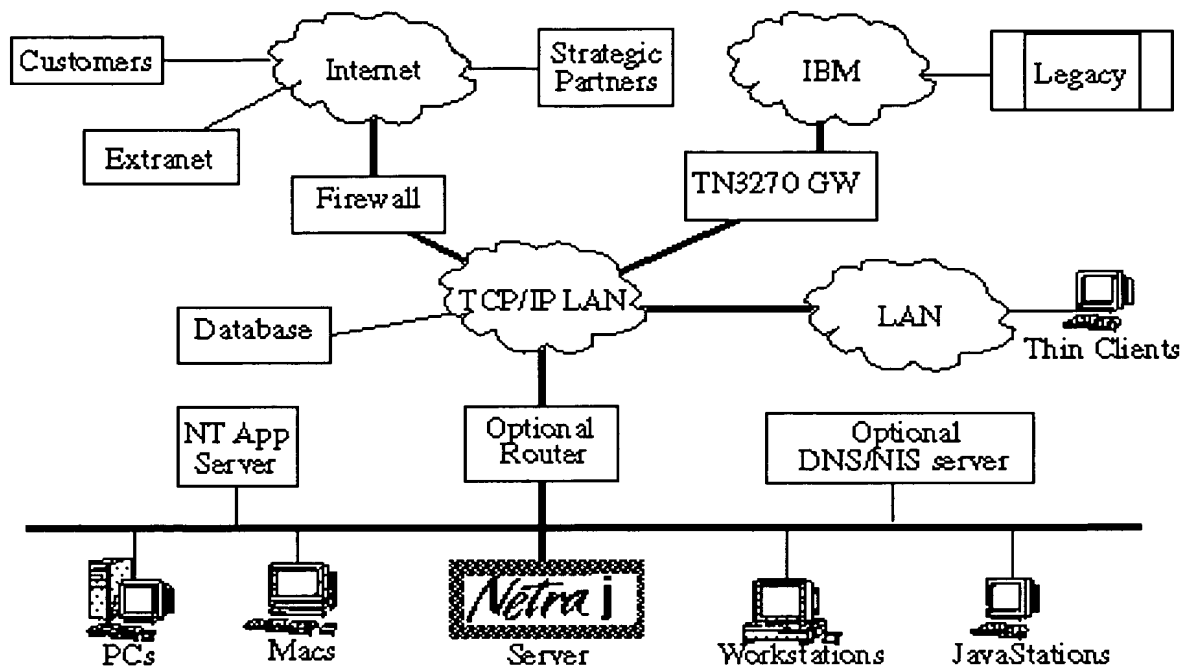 Customers
Internet
Strategic
Partners
IBM
Legacy
Extranet
Firewall
TN3270 GW
TCP/IP LAN
Database
LAN
Thin Clients
NT App
Server
Optional
Router
Optional
DNS/NIS server
Netra j
PCs
Macs
Server
Workstations
JavaStations